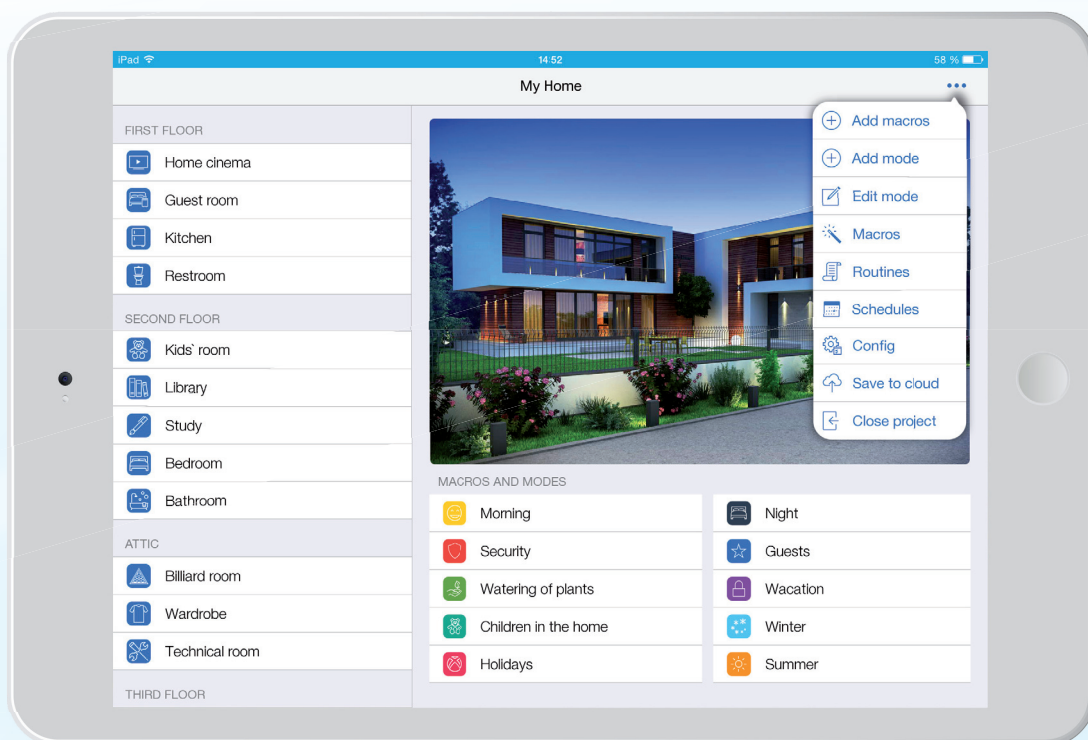 iPad 14:52 58 %
My Home
FIRST FLOOR
Home cinema
Guest room
Kitchen
Restroom
SECOND FLOOR
Kids` room
Library
Study
Bedroom
Bathroom
ATTIC
Billiard room
Wardrobe
Technical room
THIRD FLOOR
Add macros
Add mode
Edit mode
Macros
Routines
Schedules
Config
Save to cloud
Close project
MACROS AND MODES
Morning
Night
Security
Guests
Watering of plants
Wacation
Children in the home
Winter
Holidays
Summer